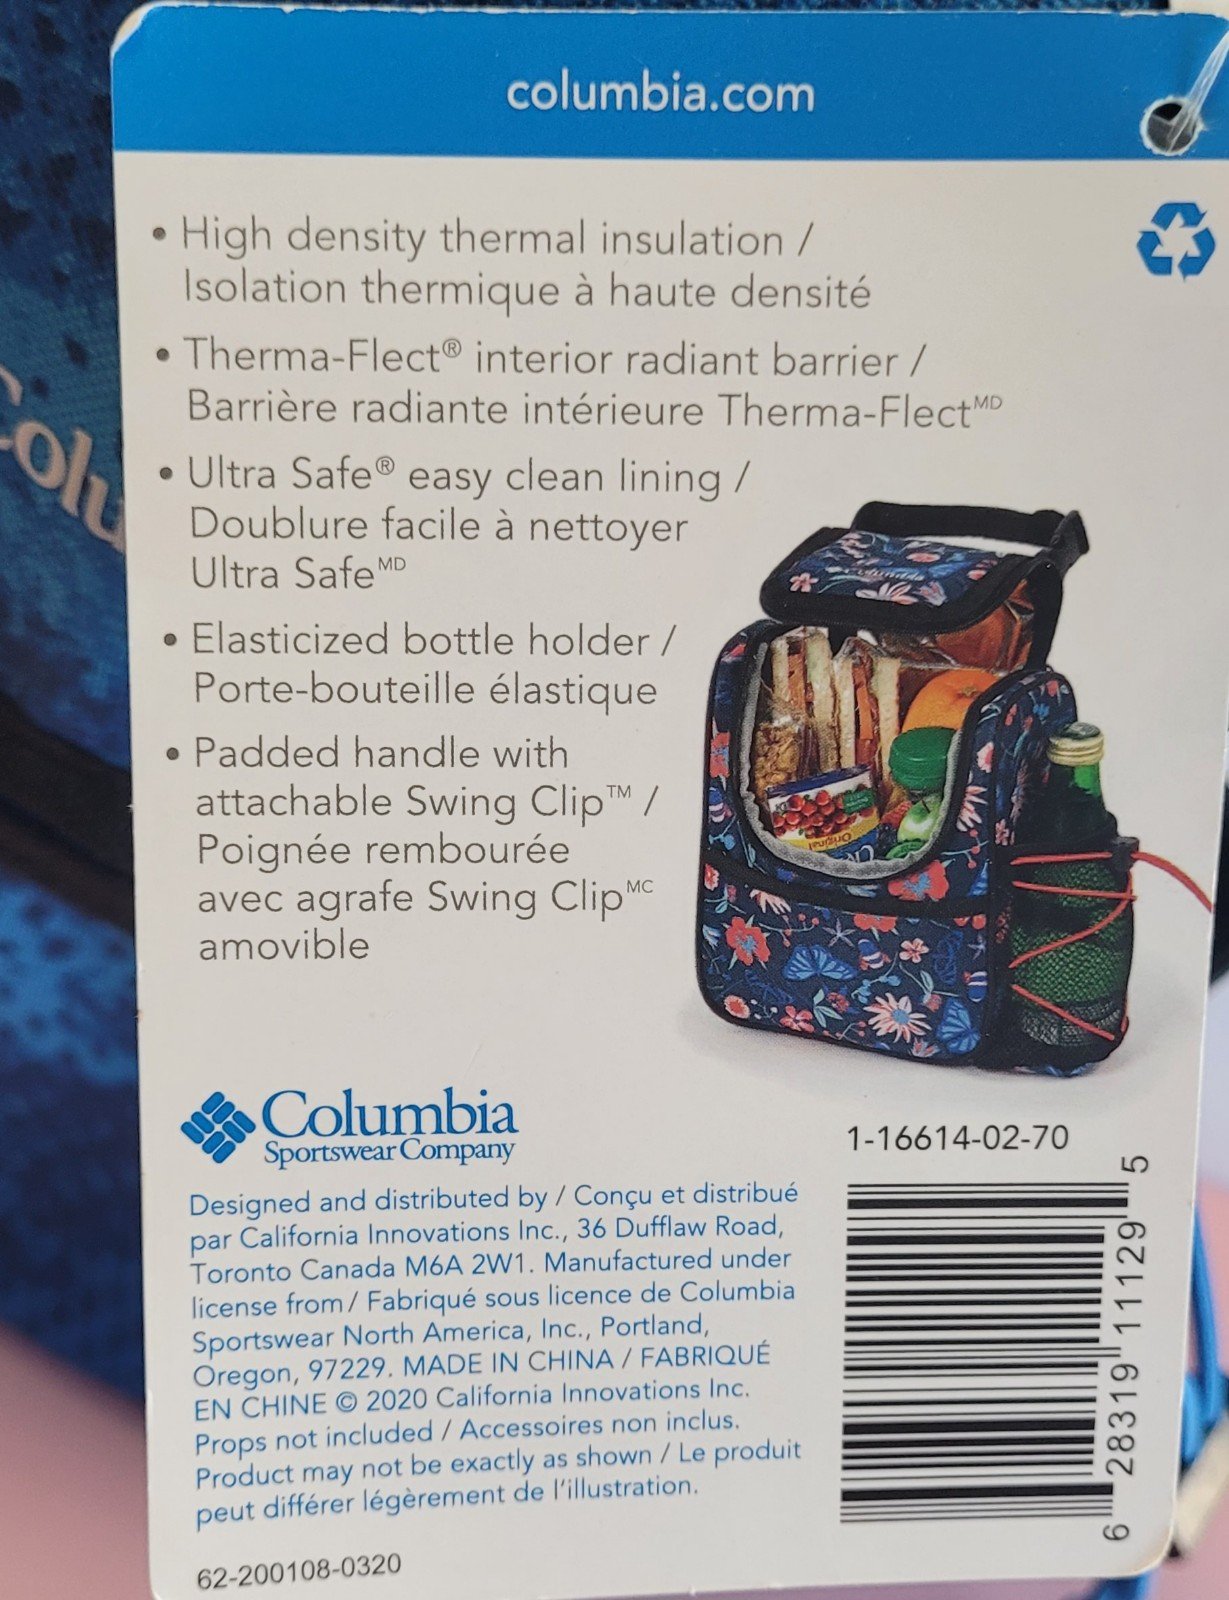 columbia.com
• High density thermal insulation /
Isolation thermique à haute densité
• Therma-Flect® interior radiant barrier /
Barrière radiante intérieure Therma-Flect MD
• Ultra Safe® easy clean lining /
Doublure facile à nettoyer
Ultra Safe MD
• Elasticized bottle holder /
Porte-bouteille élastique
• Padded handle with
attachable Swing Clip™ /
Poignée rembourée
avec agrafe Swing Clip MC
amovible
Columbia
Original
Columbia
Sportswear Company
Designed and distributed by / Conçu et distribué
par California Innovations Inc., 36 Dufflaw Road,
Toronto Canada M6A 2W1. Manufactured under
license from / Fabriqué sous licence de Columbia
Sportswear North America, Inc., Portland,
Oregon, 97229. MADE IN CHINA / FABRIQUÉ
EN CHINE © 2020 California Innovations Inc.
Props not included / Accessoires non inclus.
Product may not be exactly as shown / Le produit
peut différer légèrement de l'illustration.
62-200108-0320
1-16614-02-70
6 28319 11129 5